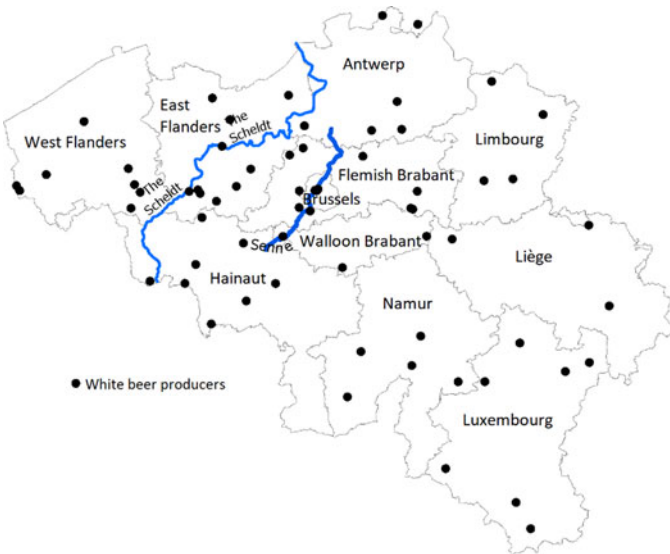 Antwerp
East
Flanders
The
Scheldt
West Flanders
Limbourg
The
Scheldt
Flemish Brabant
Brussels
Senne
Walloon Brabant
Liège
Hainaut
Namur
White beer producers
Luxembourg